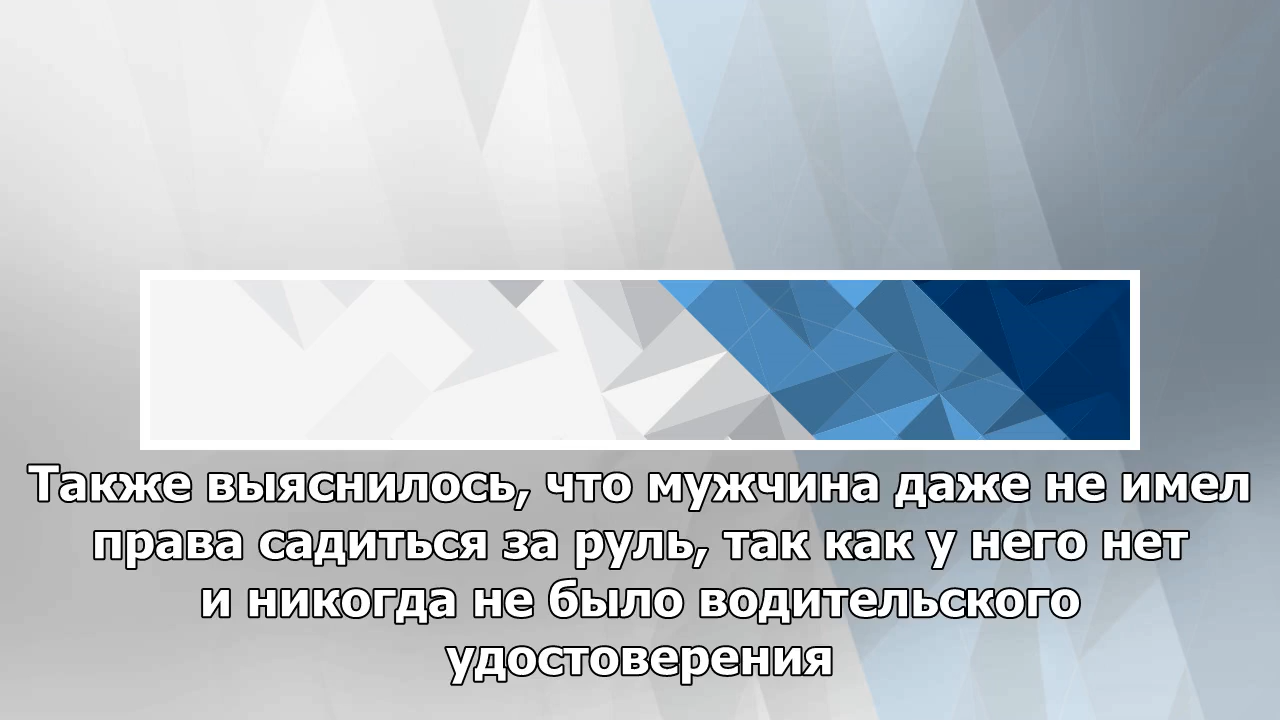 Также выяснилось, что мужчина даже не имел
права садиться за руль, так как у него нет
и никогда не было водительского
удостоверения